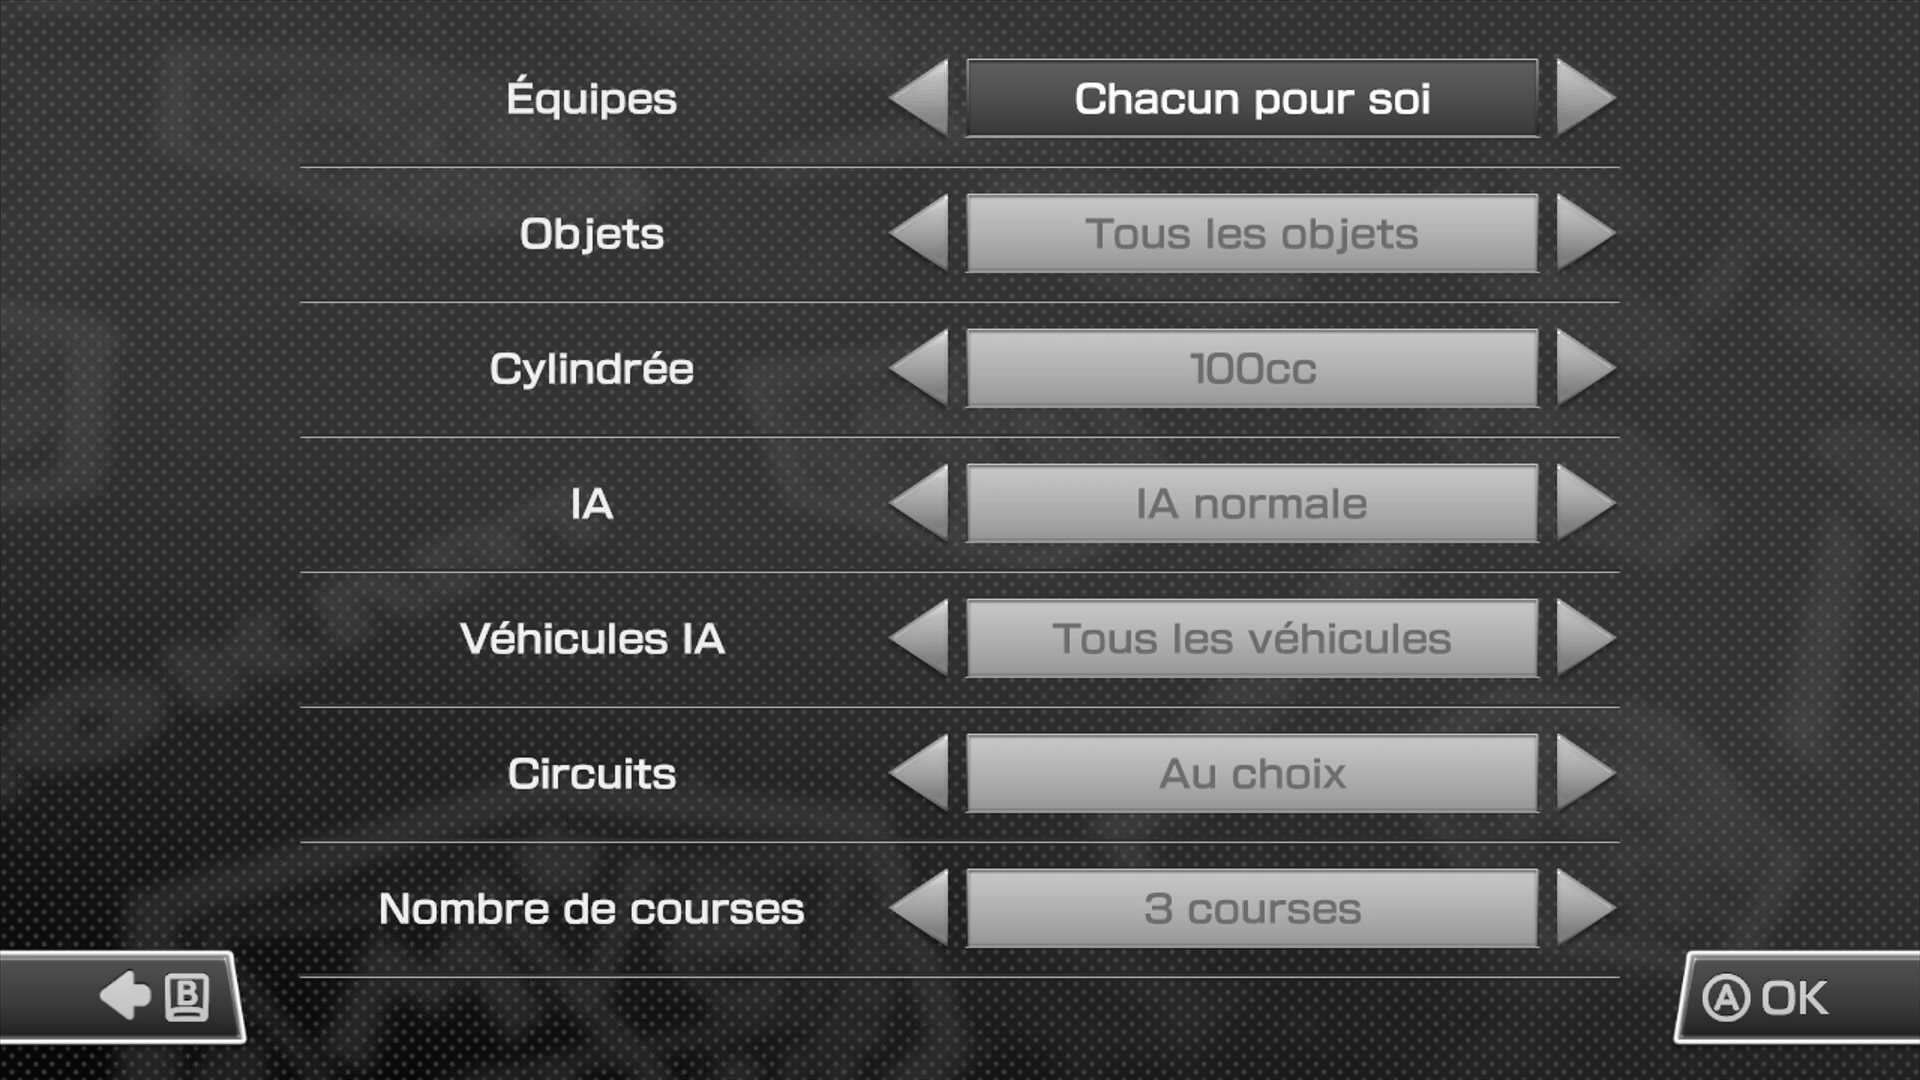 Équipes
Chacun pour soi
Objets
Tous les objets
Cylindrée
100cc
IA
IA normale
Véhicules IA
Tous les véhicules
Circuits
Au choix
Nombre de courses
3 courses
B
A OK